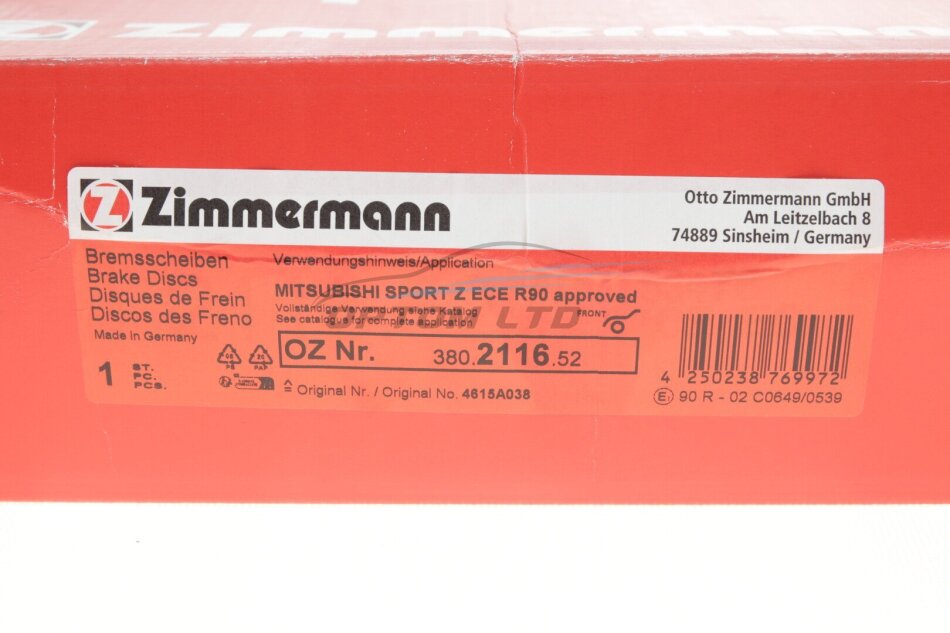 Zimmermann
Z Zimmermann
Otto Zimmermann GmbH
Am Leitzelbach 8
74889 Sinsheim / Germany
Bremsscheiben
Brake Discs
Disques de Frein
Discos des Freno
Made in Germany
1 ST.
PC.
PCS.
Verwendungshinweis/Application
MITSUBISHI SPORT Z ECE R90 approved
Vollständige Verwendung siehe Katalog
See catalogue for complete application
FRONT
OZ Nr. 380.2116.52
≙ Original Nr. / Original No. 4615A038
4 250238 769972
E1 90 R - 02 C0649/0539
LTD